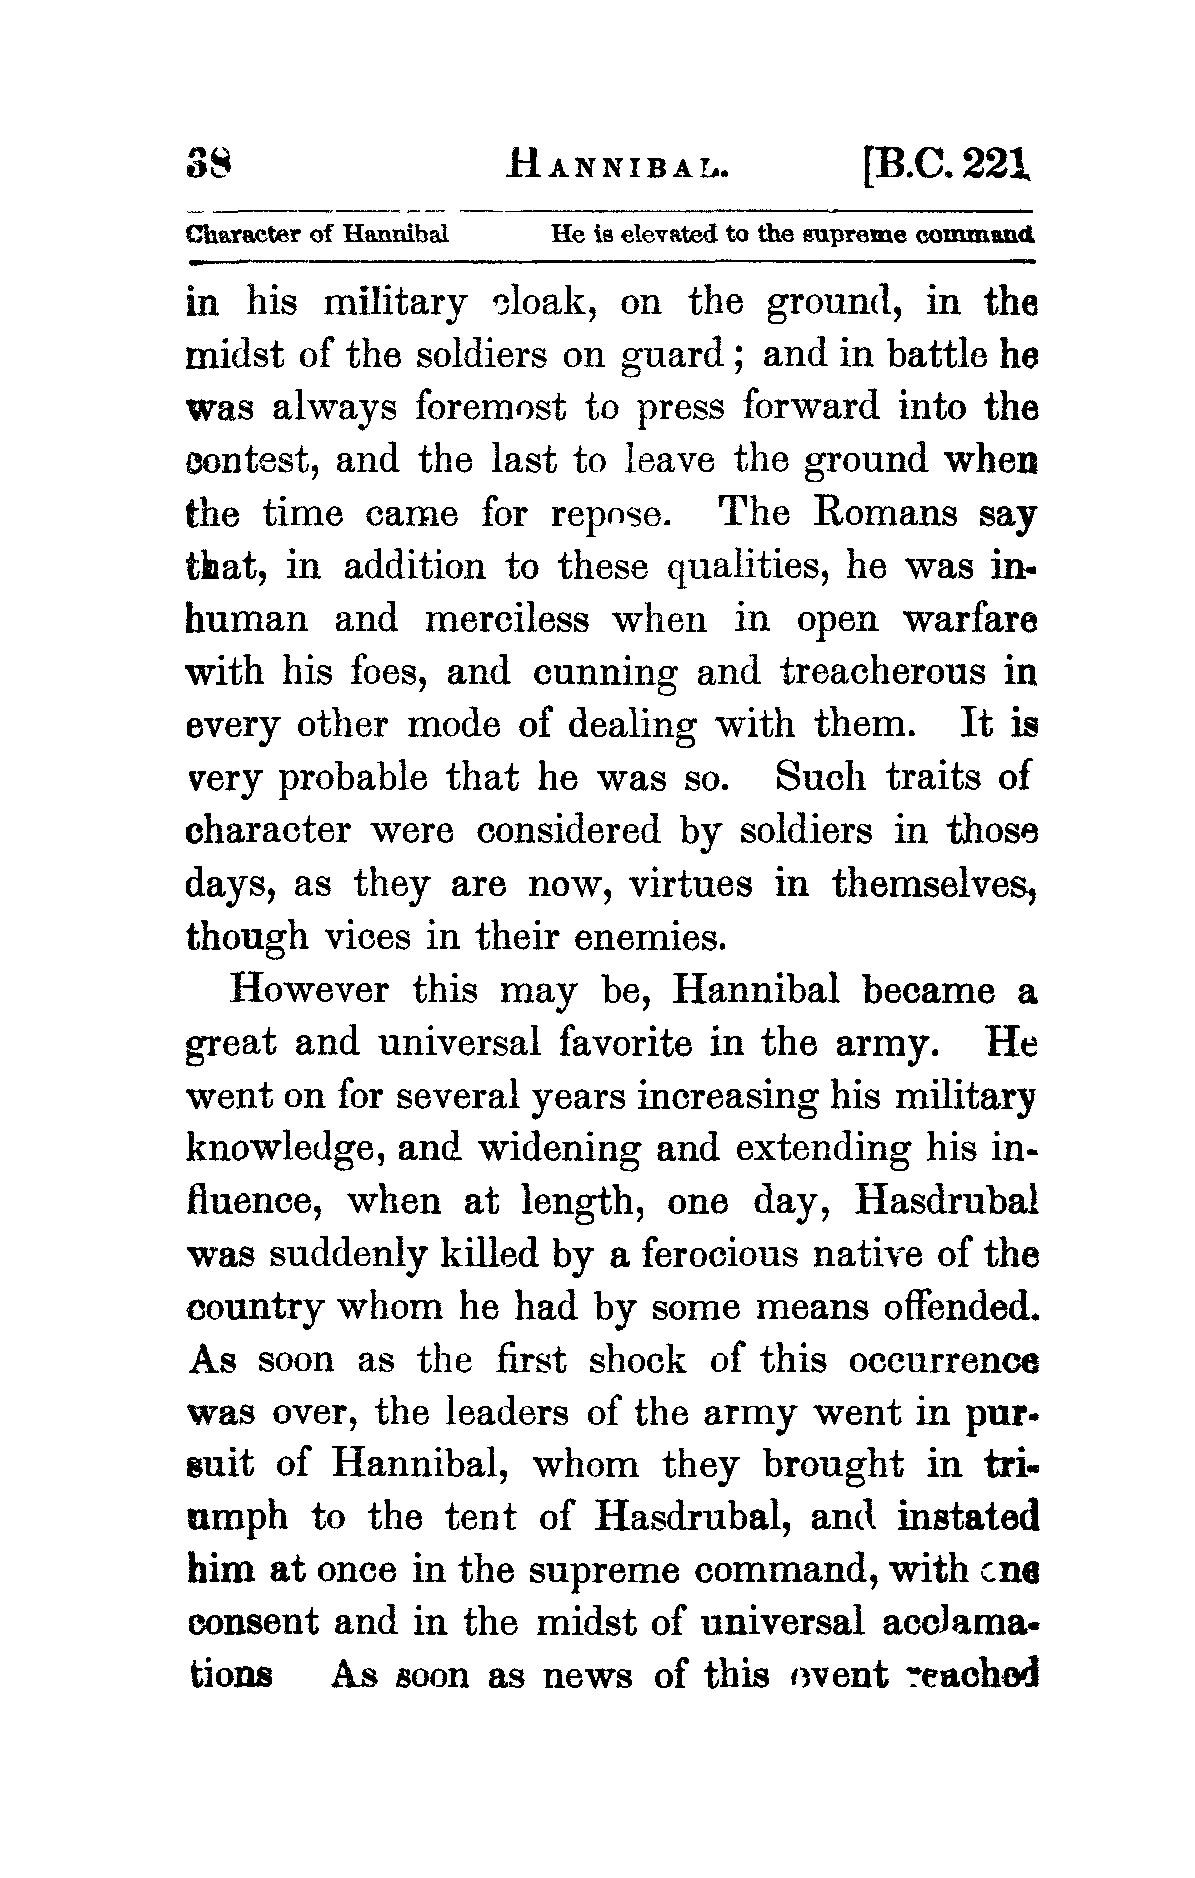 38 HANNIBAL. [B.C. 221
Character of Hannibal He is elevated to the supreme command
in his military cloak, on the ground, in the
midst of the soldiers on guard; and in battle he
was always foremost to press forward into the
contest, and the last to leave the ground when
the time came for repose. The Romans say
that, in addition to these qualities, he was in-
human and merciless when in open warfare
with his foes, and cunning and treacherous in
every other mode of dealing with them. It is
very probable that he was so. Such traits of
character were considered by soldiers in those
days, as they are now, virtues in themselves,
though vices in their enemies.
However this may be, Hannibal became a
great and universal favorite in the army. He
went on for several years increasing his military
knowledge, and widening and extending his in-
fluence, when at length, one day, Hasdrubal
was suddenly killed by a ferocious native of the
country whom he had by some means offended.
As soon as the first shock of this occurrence
was over, the leaders of the army went in pur-
suit of Hannibal, whom they brought in tri-
umph to the tent of Hasdrubal, and instated
him at once in the supreme command, with the
consent and in the midst of universal acclama-
tions As soon as news of this event reached